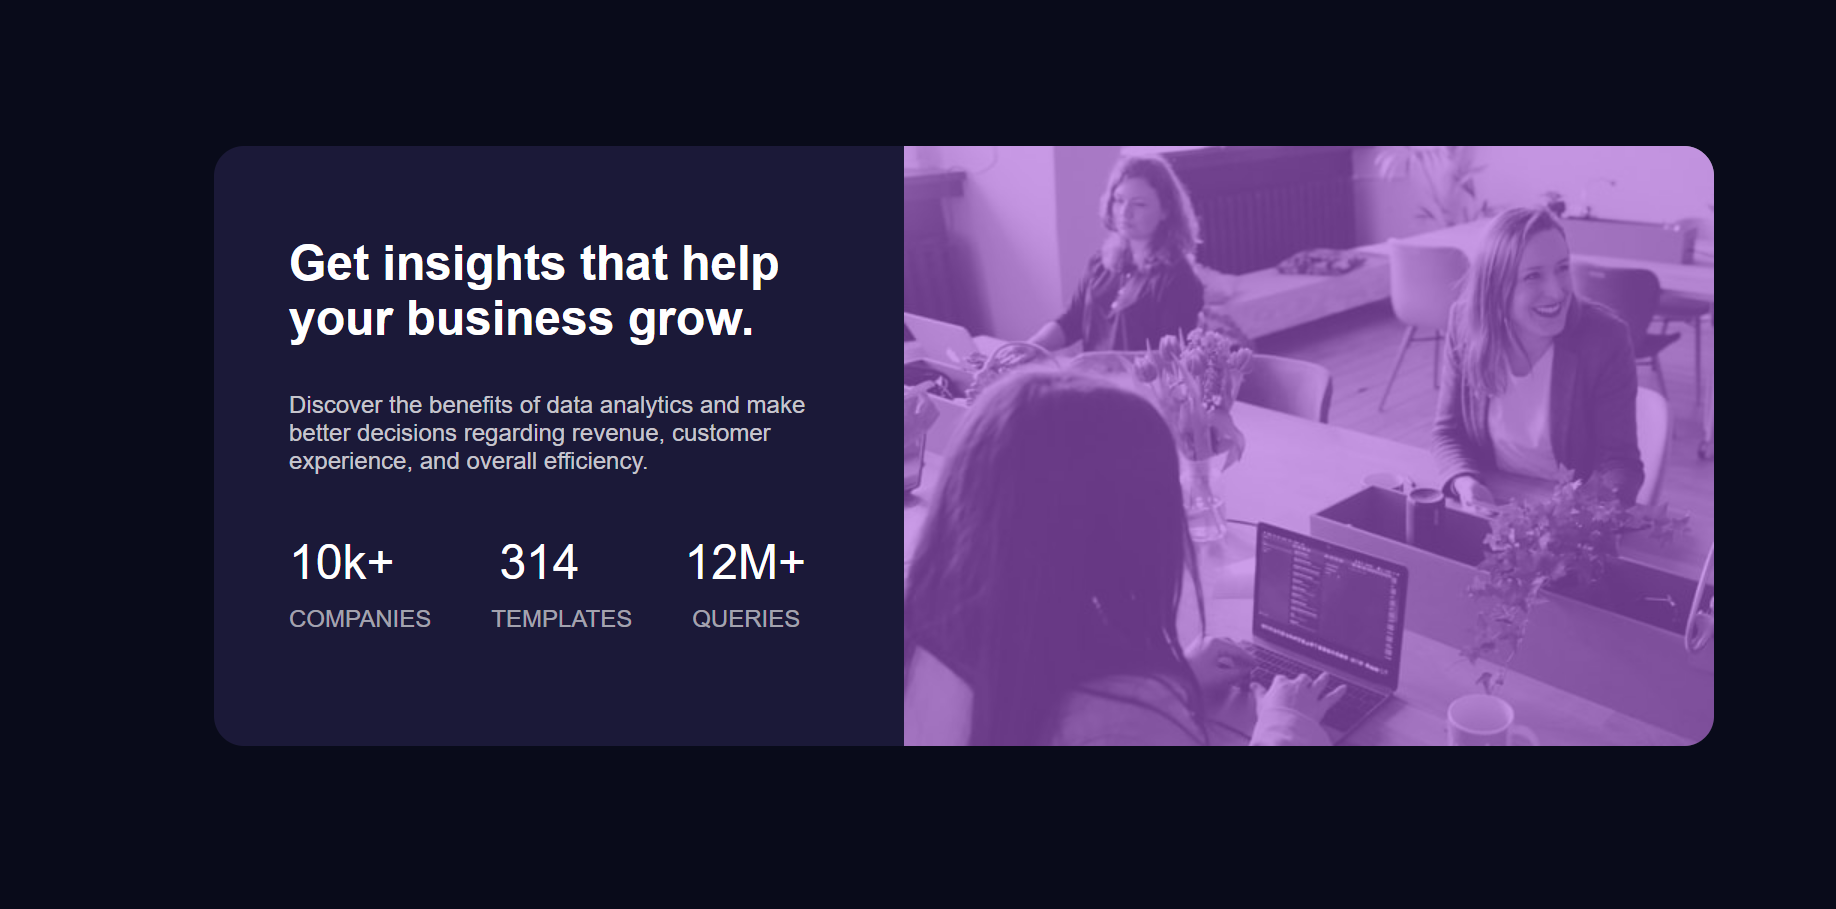 Get insights that help
your business grow.
Discover the benefits of data analytics and make
better decisions regarding revenue, customer
experience, and overall efficiency.
10k+ 314 12M+
COMPANIES TEMPLATES QUERIES